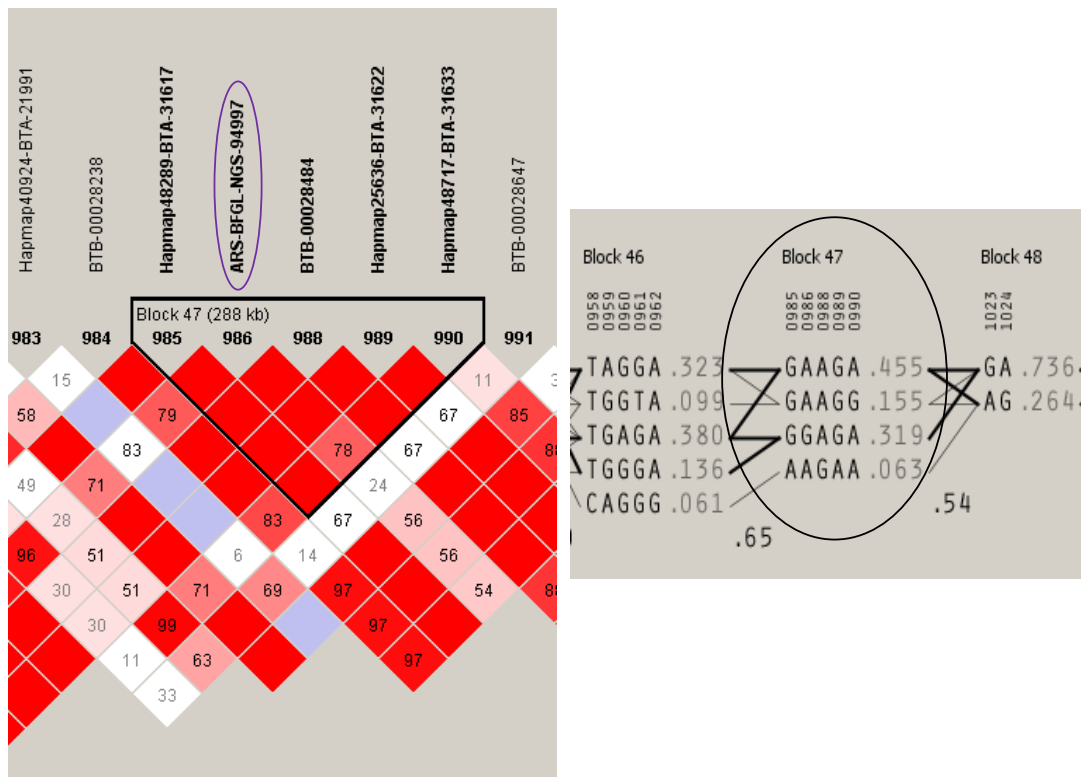 Hapmap40924-BTA-21991
BTB-00028238
Hapmap48289-BTA-31617
ARS-BFGL-NGS-94997
BTB-00028484
Hapmap25636-BTA-31622
Hapmap48717-BTA-31633
BTB-00028647
Block 47 (288 kb)
983 984 985 986 988 989 990 991
15 11
58 79 67 85
83 78 67
49 71 24
28 83 67 56
96 51 6 14 56
30 51 71 69 97 54
30 99 97
11 63 97
33
Block 46
0958
0959
0960
0961
0962
TAGGA .323
TGGTA .099
TGAGA .380
TGGGA .136
CAGGG .061
.65
Block 47
0985
0986
0988
0989
0990
GAAGA .455
GAAGG .155
GGAGA .319
AAGAA .063
.54
Block 48
1023
1024
GA .736
AG .264